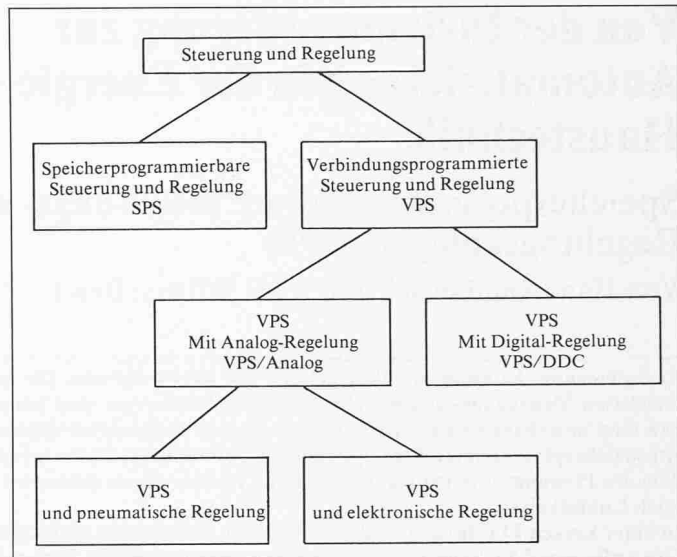 Steuerung und Regelung
Speicherprogrammierbare
Steuerung und Regelung
SPS
Verbindungsprogrammierte
Steuerung und Regelung
VPS
VPS
Mit Analog-Regelung
VPS/Analog
VPS
Mit Digital-Regelung
VPS/DDC
VPS
und pneumatische Regelung
VPS
und elektronische Regelung